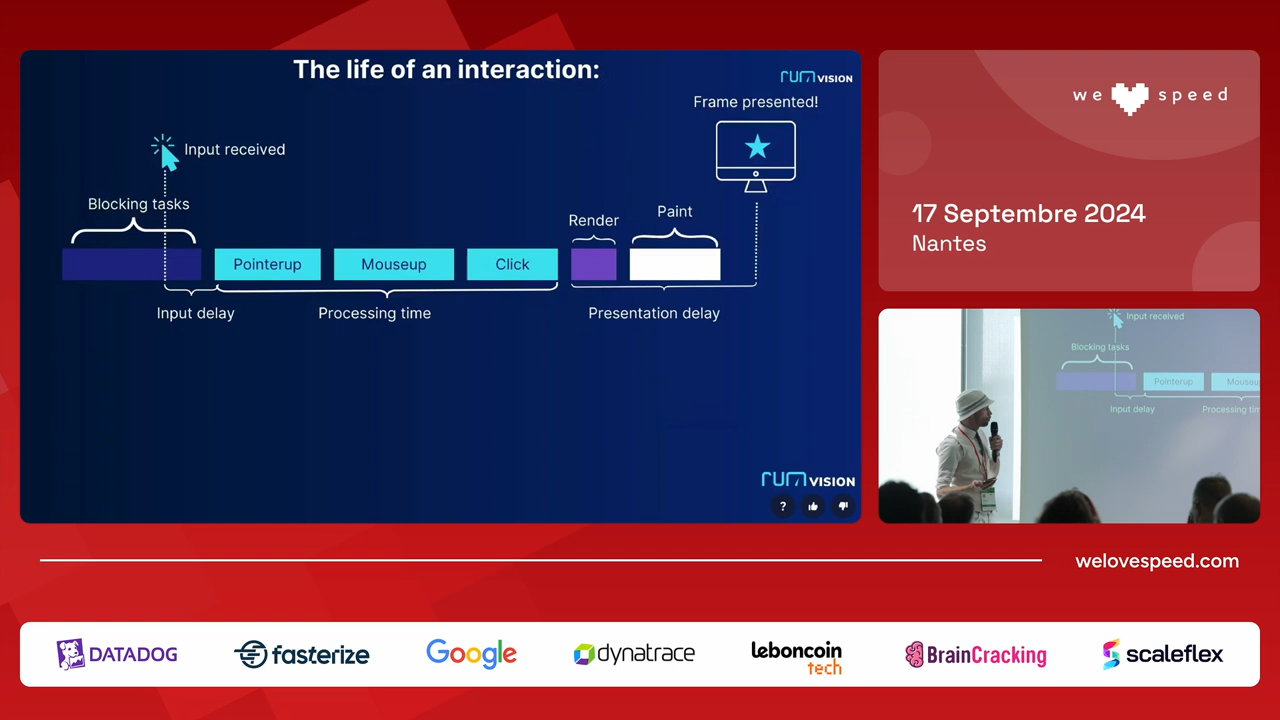 The life of an interaction:
rum VISION
Frame presented!
Input received
Blocking tasks
Render
Paint
Pointerup
Mouseup
Click
Input delay
Processing time
Presentation delay
rum VISION
?
we speed
17 Septembre 2024
Nantes
Input received
Blocking tasks
Pointerup
Mouseu
Input delay
Processing tim
welovespeed.com
DATADOG
fasterize
Google
dynatrace
leboncoin
tech
BrainCracking
scaleflex